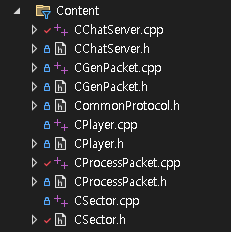 Content
CChatServer.cpp
CChatServer.h
CGenPacket.cpp
CGenPacket.h
CommonProtocol.h
CPlayer.cpp
CPlayer.h
CProcessPacket.cpp
CProcessPacket.h
CSector.cpp
CSector.h